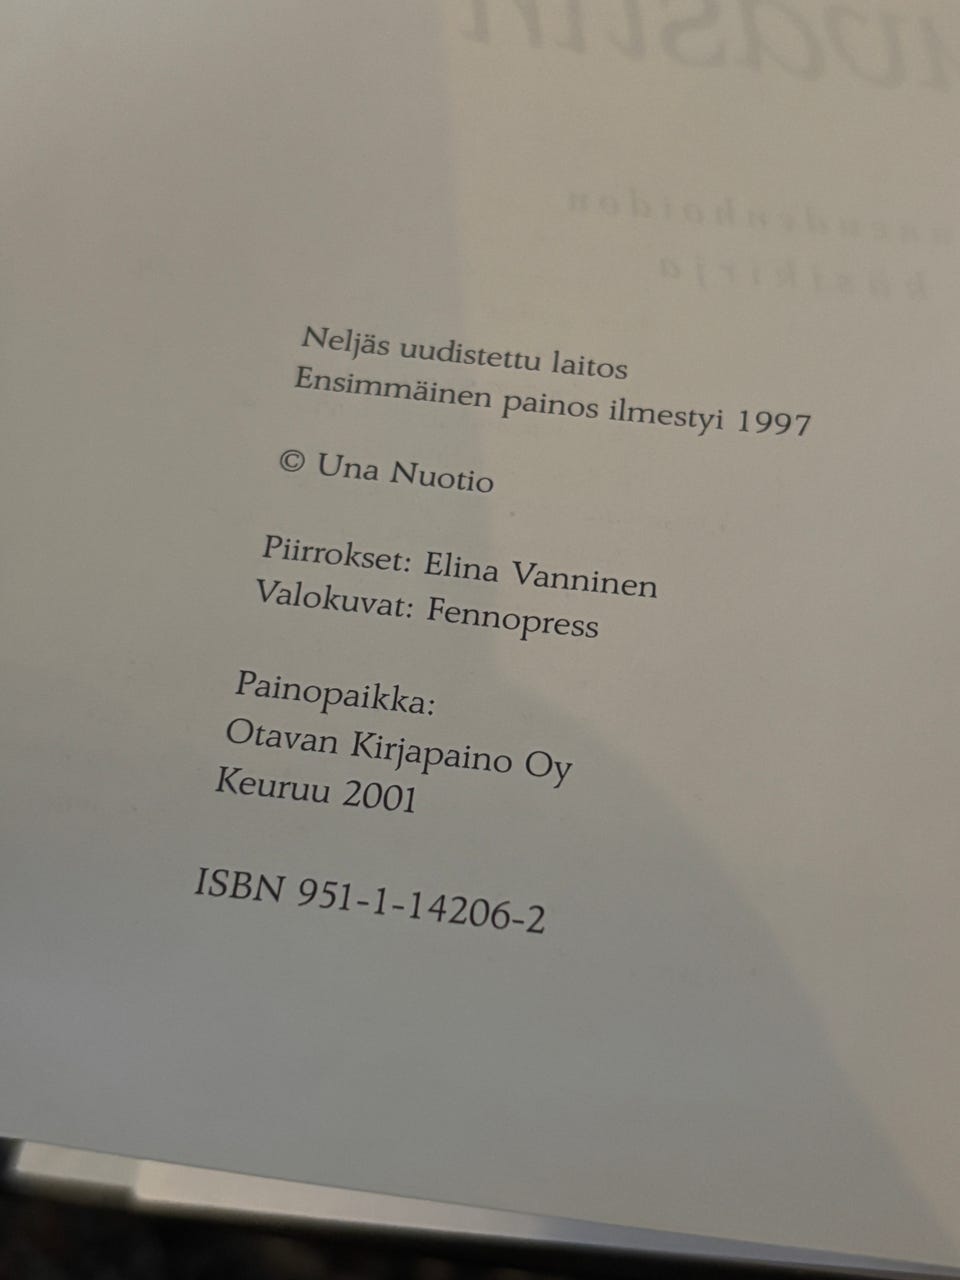 Neljäs uudistettu laitos
Ensimmäinen painos ilmestyi 1997
© Una Nuotio
Piirrokset: Elina Vanninen
Valokuvat: Fennopress
Painopaikka:
Otavan Kirjapaino Oy
Keuruu 2001
ISBN 951-1-14206-2